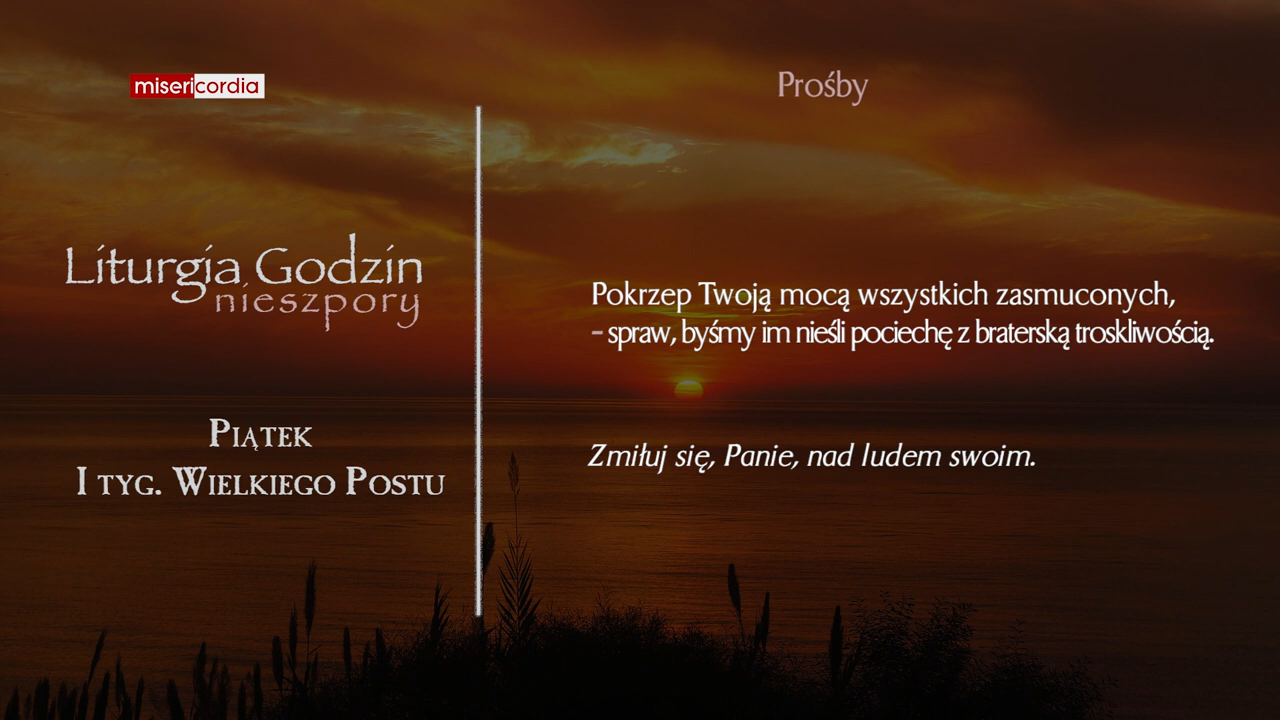 misericordia
Prośby
Liturgia Godzin
nieszpory
Pokrzep Twoją mocą wszystkich zasmuconych,
- spraw, byśmy im nieśli pociechę z braterską troskliwością.
Piątek
I tyg. Wielkiego Postu
Zmiłuj się, Panie, nad ludem swoim.